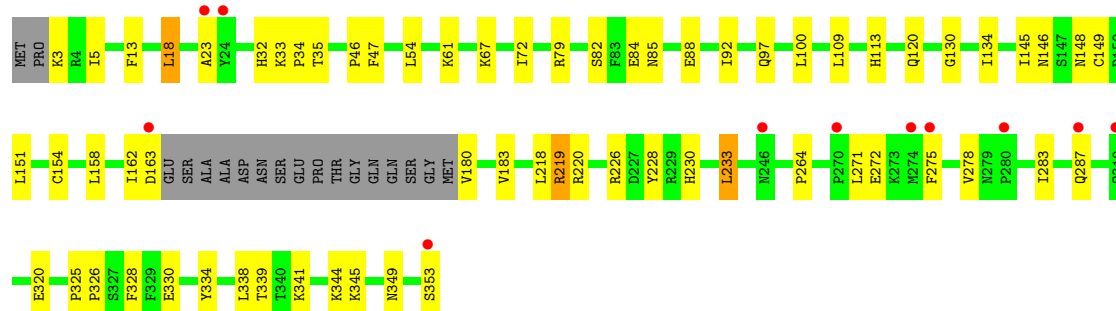 MET PRO K3 R4 I5 F13 L18 A23 Y24 H32 K33 P34 T35 P46 F47 L54 K61 K67 I72 R79 S82 F83 E84 N85 E88 I92 Q97 L100 L109 H113 Q120 G130 I134 I145 N146 S147 N148 C149
L151 C154 L158 I162 D163 GLU SER ALA ALA ASP ASN SER GLU PRO THR GLY GLN GLN SER GLY MET V180 V183 L218 R219 R220 R226 D227 Y228 R229 H230 L233 N246 P264 P270 L271 E272 K273 M274 F275 V278 N279 P280 I283 Q287
E320 P325 P326 S327 F328 F329 E330 Y334 L338 T339 T340 K341 K344 K345 N349 S353